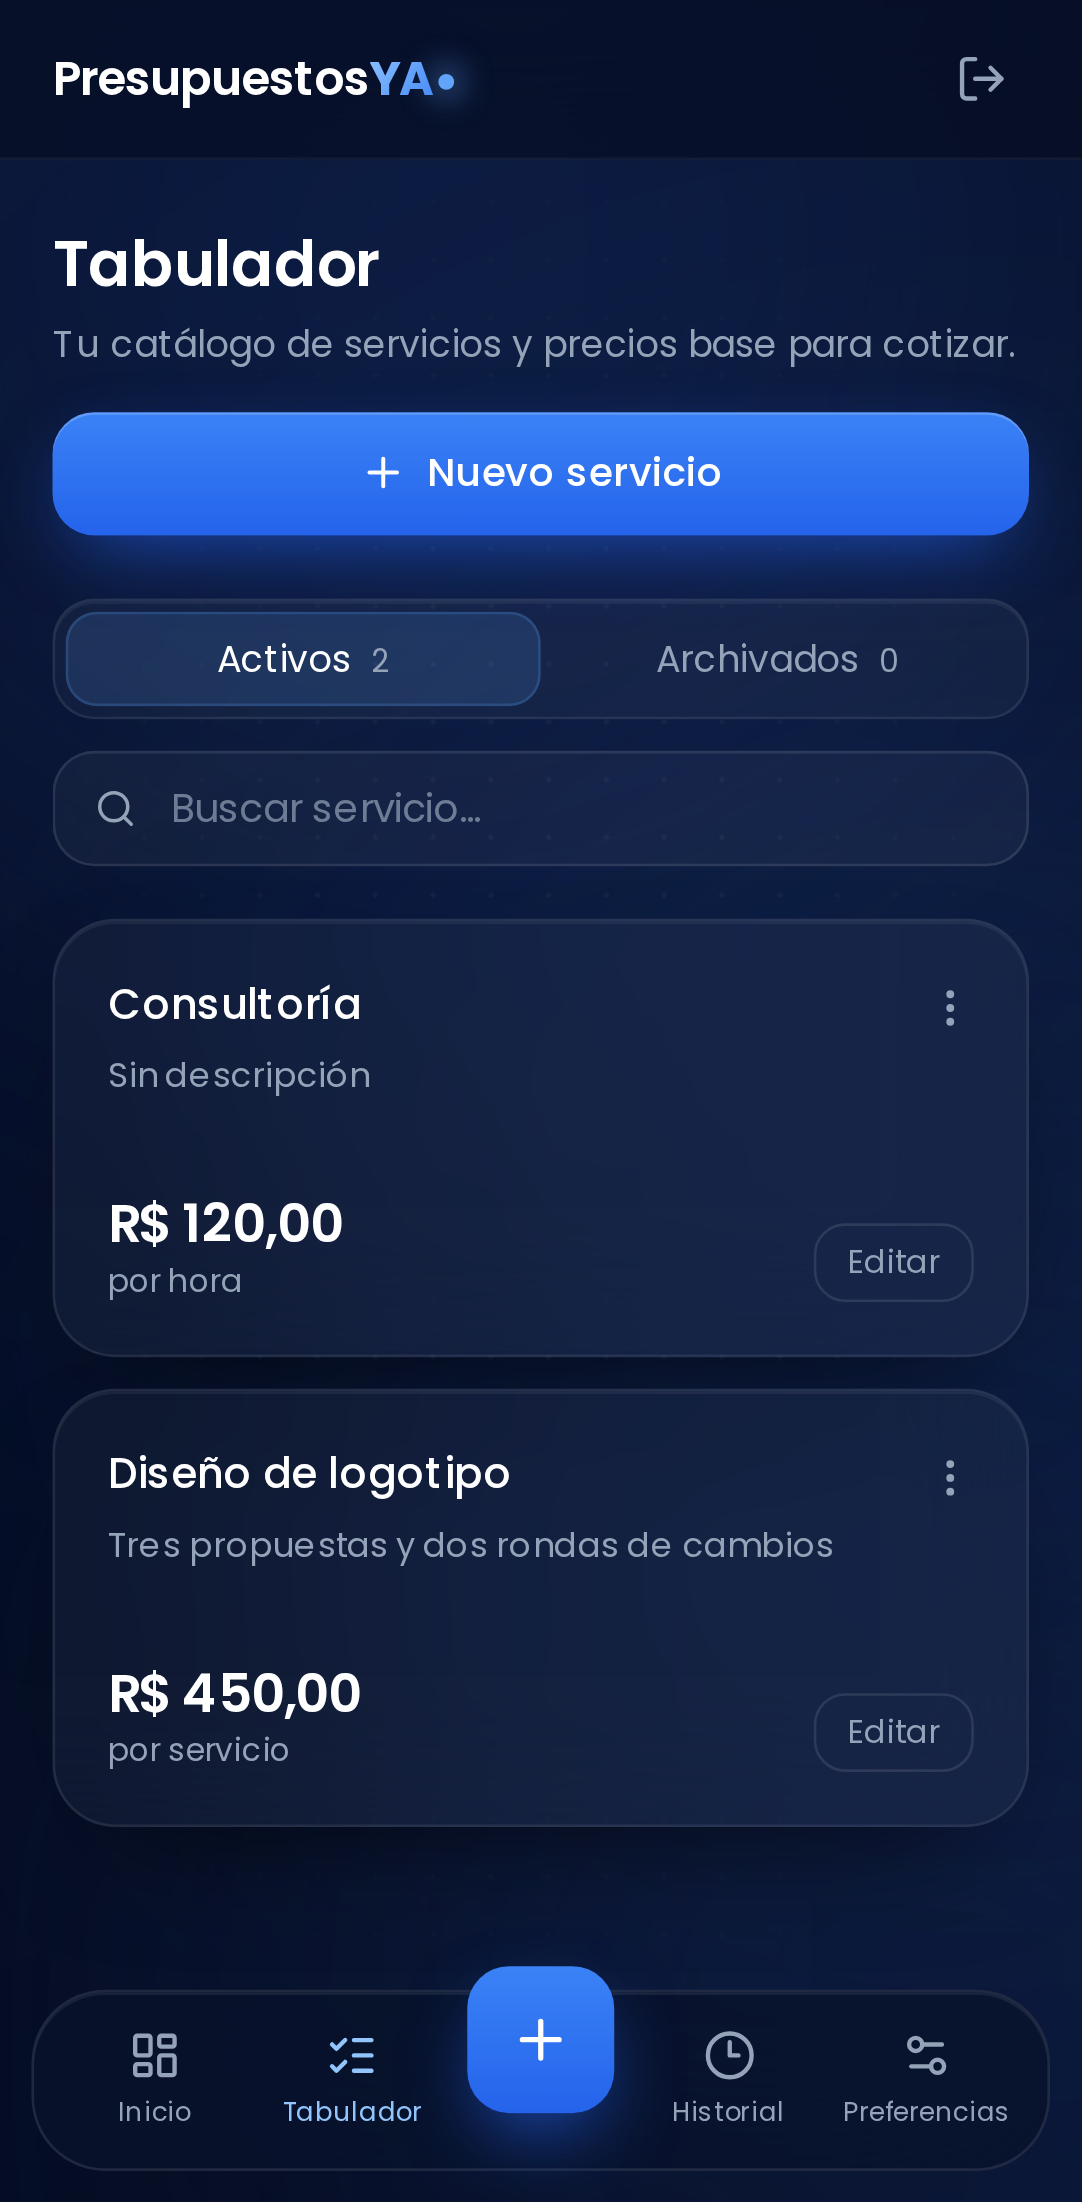 PresupuestosYA
Tabulador
Tu catálogo de servicios y precios base para cotizar.
+ Nuevo servicio
Activos 2
Archivados 0
Buscar servicio...
Consultoría
Sin descripción
R$ 120,00
por hora
Editar
Diseño de logotipo
Tres propuestas y dos rondas de cambios
R$ 450,00
por servicio
Editar
Inicio
Tabulador
Historial
Preferencias